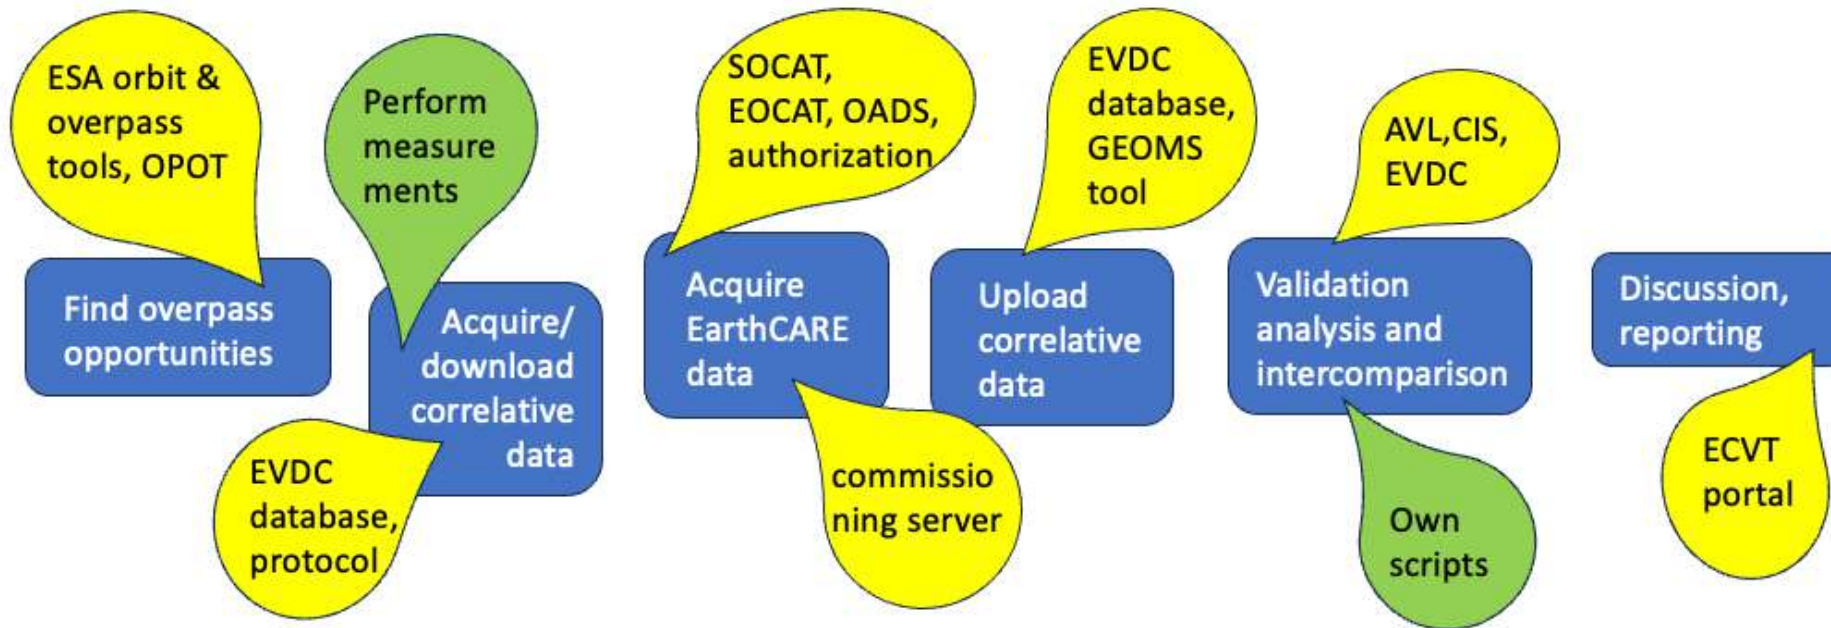 ESA orbit &
overpass
tools, OPOT
Perform
measure
ments
SOCAT,
EOCAT, OADS,
authorization
EVDC
database,
GEOMS
tool
AVL,CIS,
EVDC
Find overpass
opportunities
Acquire/
download
correlative
data
Acquire
EarthCARE
data
Upload
correlative
data
Validation
analysis and
intercomparison
Discussion,
reporting
EVDC
database,
protocol
commissio
ning server
Own
scripts
ECVT
portal